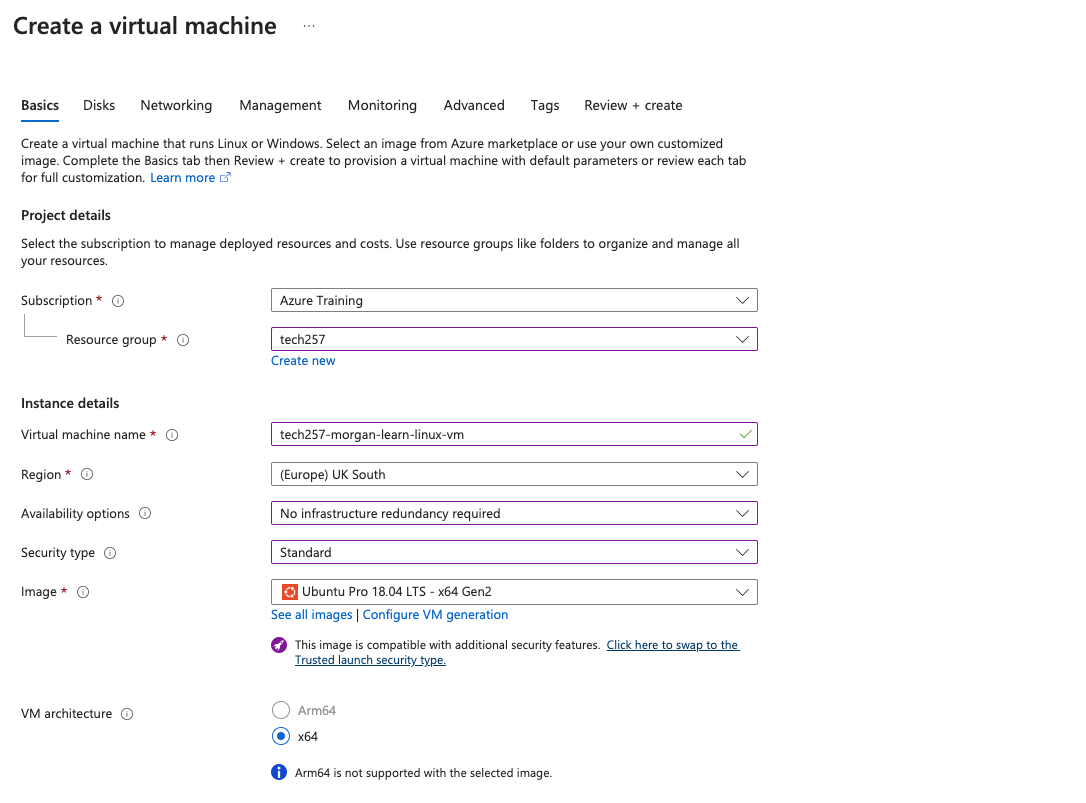 Create a virtual machine ...
Basics Disks Networking Management Monitoring Advanced Tags Review + create
Create a virtual machine that runs Linux or Windows. Select an image from Azure marketplace or use your own customized
image. Complete the Basics tab then Review + create to provision a virtual machine with default parameters or review each tab
for full customization. Learn more
Project details
Select the subscription to manage deployed resources and costs. Use resource groups like folders to organize and manage all
your resources.
Subscription * Azure Training
Resource group * tech257
Create new
Instance details
Virtual machine name * tech257-morgan-learn-linux-vm
Region * (Europe) UK South
Availability options No infrastructure redundancy required
Security type Standard
Image * Ubuntu Pro 18.04 LTS - x64 Gen2
See all images | Configure VM generation
This image is compatible with additional security features. Click here to swap to the
Trusted launch security type.
VM architecture
Arm64
x64
Arm64 is not supported with the selected image.